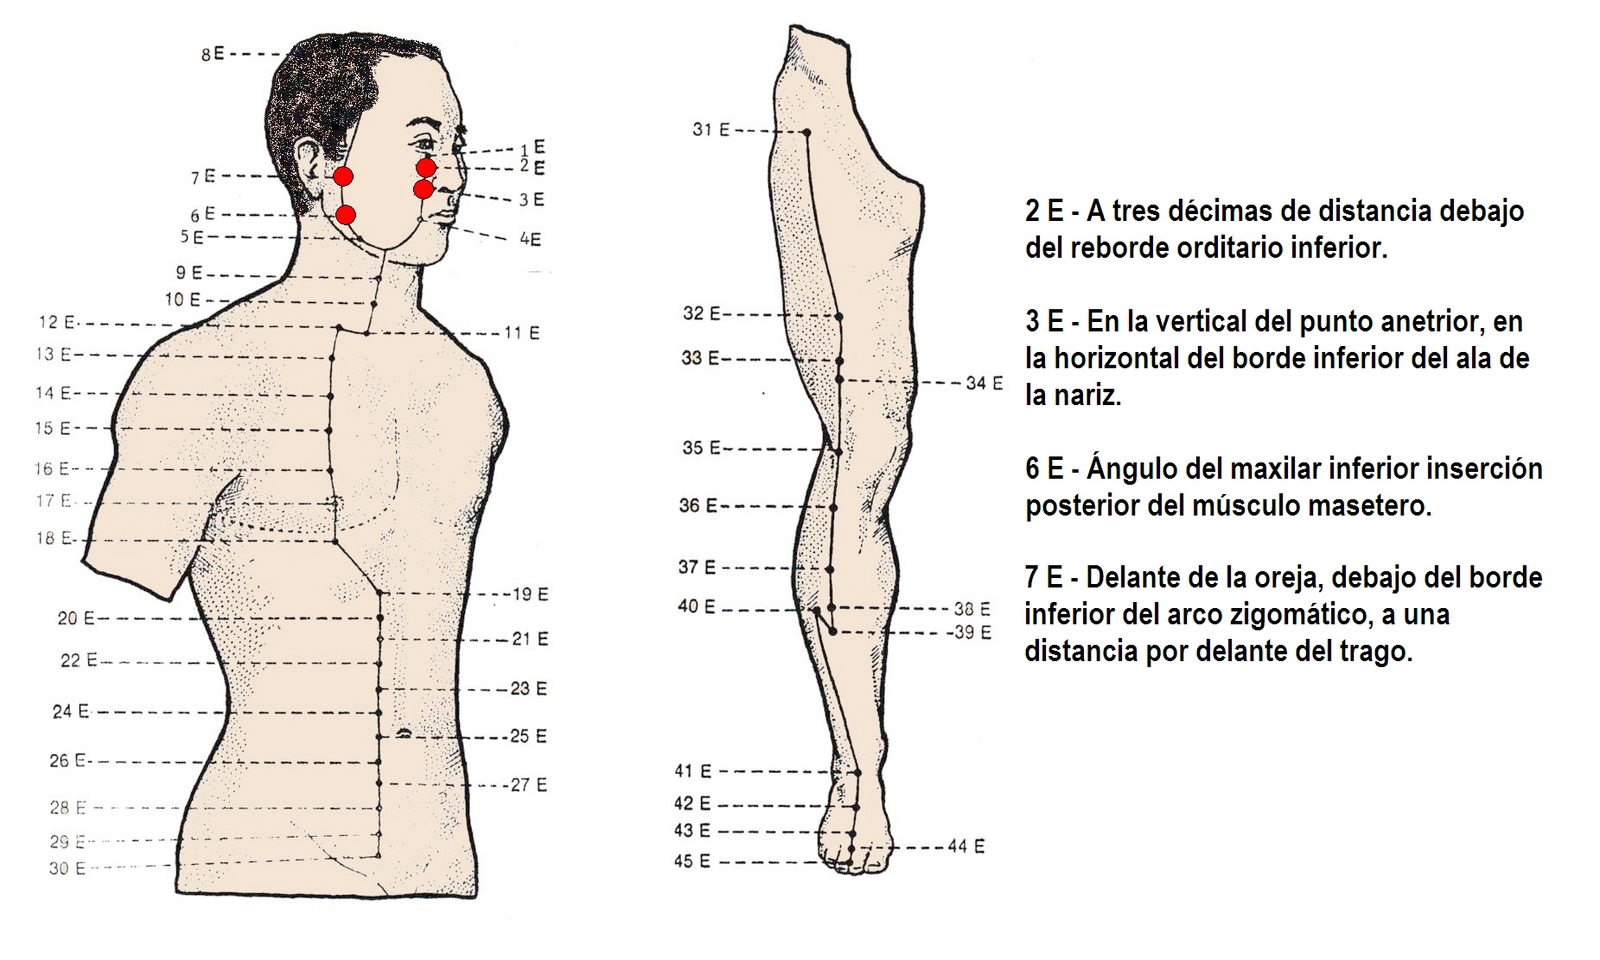 8E
1 E
2 E
7 E
3 E
6 E
5 E
4E
9 E
10 E
12 E
11 E
13 E
14 E
15 E
16 E
17 E
18 E
19 E
20 E
21 E
22 E
23 E
24 E
25 E
26 E
27 E
28 E
29 E
30 E
31 E
32 E
33 E
34 E
35 E
36 E
37 E
40 E
38 E
39 E
41 E
42 E
43 E
44 E
45 E
2 E - A tres décimas de distancia debajo
del reborde orditario inferior.
3 E - En la vertical del punto anetrior, en
la horizontal del borde inferior del ala de
la nariz.
6 E - Ángulo del maxilar inferior inserción
posterior del músculo masetero.
7 E - Delante de la oreja, debajo del borde
inferior del arco zigomático, a una
distancia por delante del trago.